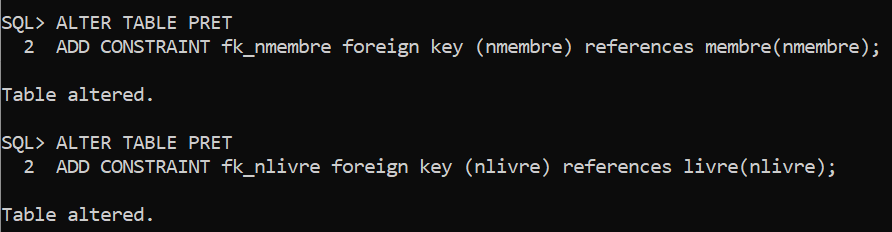 SQL> ALTER TABLE PRET
2 ADD CONSTRAINT fk_nmembre foreign key (nmembre) references membre(nmembre);
Table altered.
SQL> ALTER TABLE PRET
2 ADD CONSTRAINT fk_nlivre foreign key (nlivre) references livre(nlivre);
Table altered.